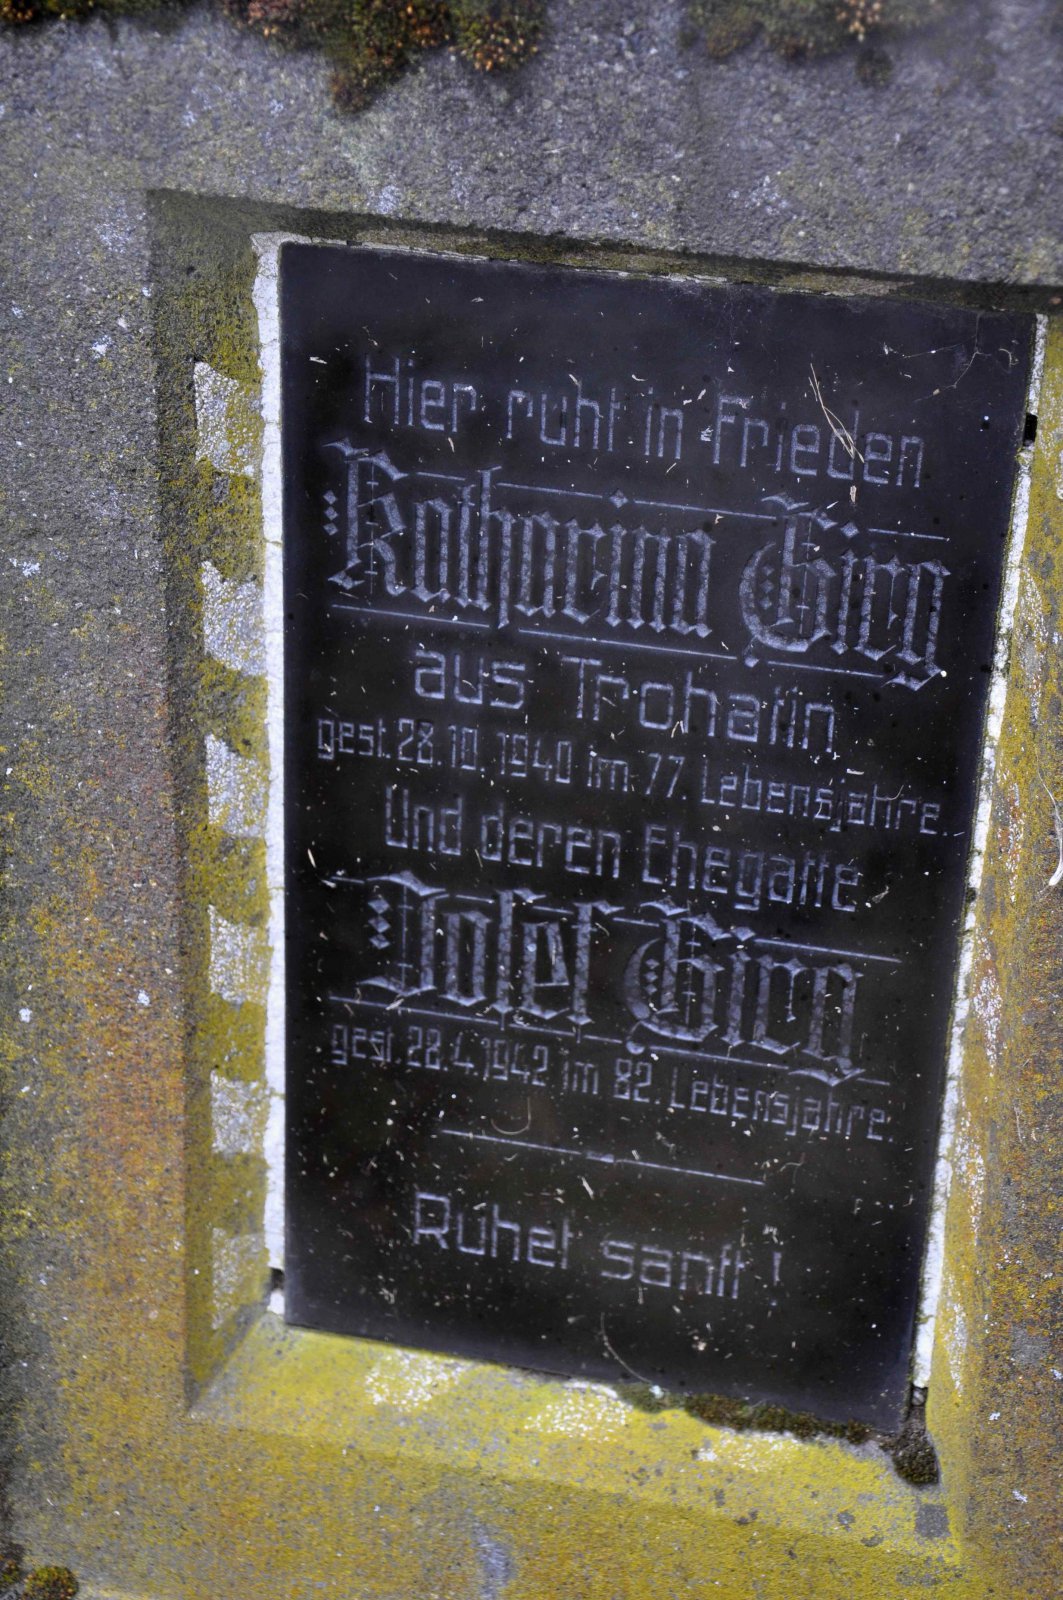 Hier ruht in Frieden
Katharina Girg
aus Trohatin
gest. 28.10.1940 im 77. Lebensjahre.
Und deren Ehegatte
Josef Girg
gest. 28.4.1942 im 82. Lebensjahre.
Ruhet sanft!